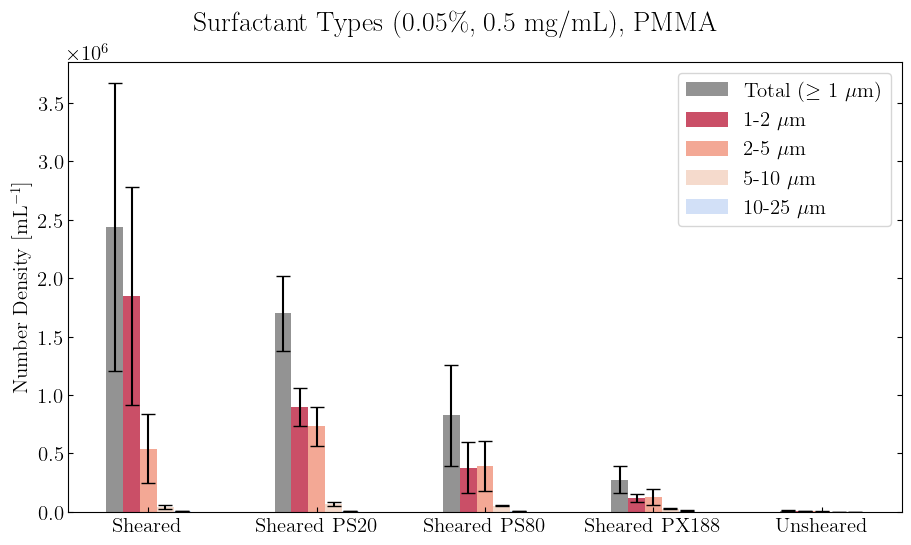 Surfactant Types (0.05%, 0.5 mg/mL), PMMA
×10⁶
Number Density [mL⁻¹]
3.5
3.0
2.5
2.0
1.5
1.0
0.5
0.0
Total (≥ 1 μm)
1-2 μm
2-5 μm
5-10 μm
10-25 μm
Sheared Sheared PS20 Sheared PS80 Sheared PX188 Unsheared